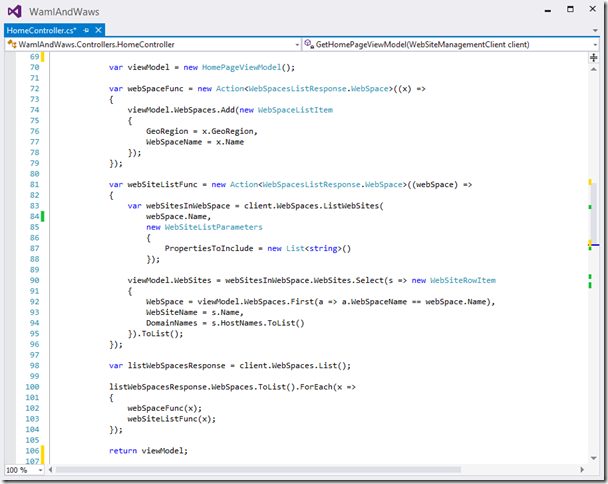 WamlAndWaws
HomeController.cs*
WamlAndWaws.Controllers.HomeController
GetHomePageViewModel(WebSiteManagementClient client)
69
70 var viewModel = new HomePageViewModel();
71
72 var webSpaceFunc = new Action<WebSpacesListResponse.WebSpace>((x) =>
73 {
74 viewModel.WebSpaces.Add(new WebSpaceListItem
75 {
76 GeoRegion = x.GeoRegion,
77 WebSpaceName = x.Name
78 });
79 });
80
81 var webSiteListFunc = new Action<WebSpacesListResponse.WebSpace>((webSpace) =>
82 {
83 var webSitesInWebSpace = client.WebSpaces.ListWebSites(
84 webSpace.Name,
85 new WebSiteListParameters
86 {
87 PropertiesToInclude = new List<string>()
88 });
89
90 viewModel.WebSites = webSitesInWebSpace.WebSites.Select(s => new WebSiteRowItem
91 {
92 WebSpace = viewModel.WebSpaces.First(a => a.WebSpaceName == webSpace.Name),
93 WebSiteName = s.Name,
94 DomainNames = s.HostNames.ToList()
95 }).ToList();
96 });
97
98 var listWebSpacesResponse = client.WebSpaces.List();
99
100 listWebSpacesResponse.WebSpaces.ToList().ForEach(x =>
101 {
102 webSpaceFunc(x);
103 webSiteListFunc(x);
104 });
105
106 return viewModel;
107
100 %